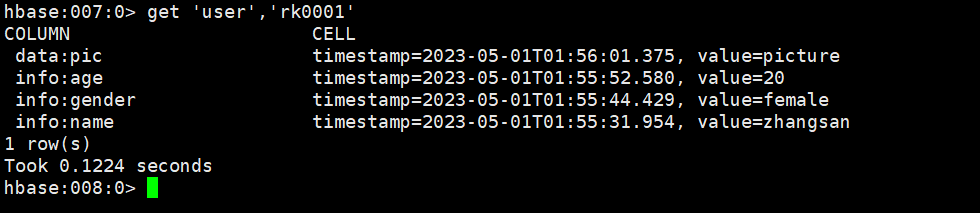 hbase:007:0> get 'user','rk0001'
COLUMN                      CELL
 data:pic                   timestamp=2023-05-01T01:56:01.375, value=picture
 info:age                   timestamp=2023-05-01T01:55:52.580, value=20
 info:gender                timestamp=2023-05-01T01:55:44.429, value=female
 info:name                  timestamp=2023-05-01T01:55:31.954, value=zhangsan
1 row(s)
Took 0.1224 seconds
hbase:008:0>